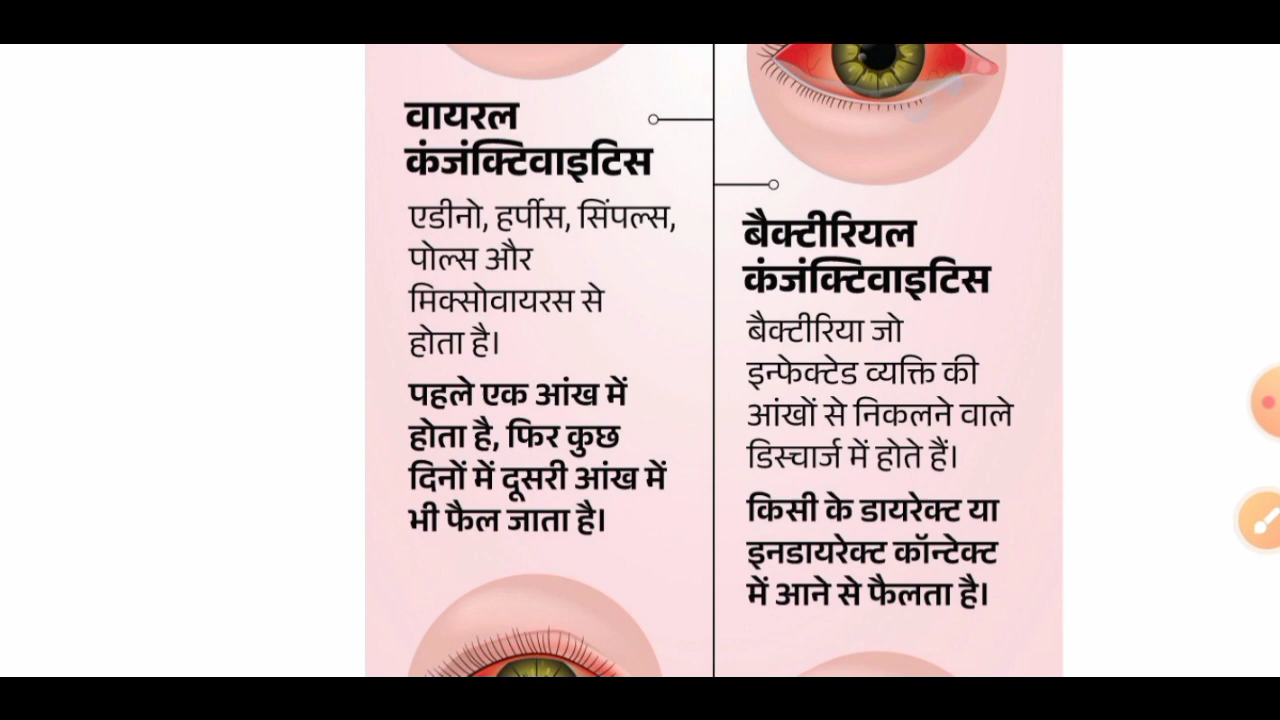 वायरल
कंजंक्टिवाइटिस
एडीनो, हर्पीस, सिंपल्स,
पोल्स और
मिक्सोवायरस से
होता है।
पहले एक आंख में
होता है, फिर कुछ
दिनों में दूसरी आंख में
भी फैल जाता है।
बैक्टीरियल
कंजंक्टिवाइटिस
बैक्टीरिया जो
इन्फेक्टेड व्यक्ति की
आंखों से निकलने वाले
डिस्चार्ज में होते हैं।
किसी के डायरेक्ट या
इनडायरेक्ट कॉन्टेक्ट
में आने से फैलता है।